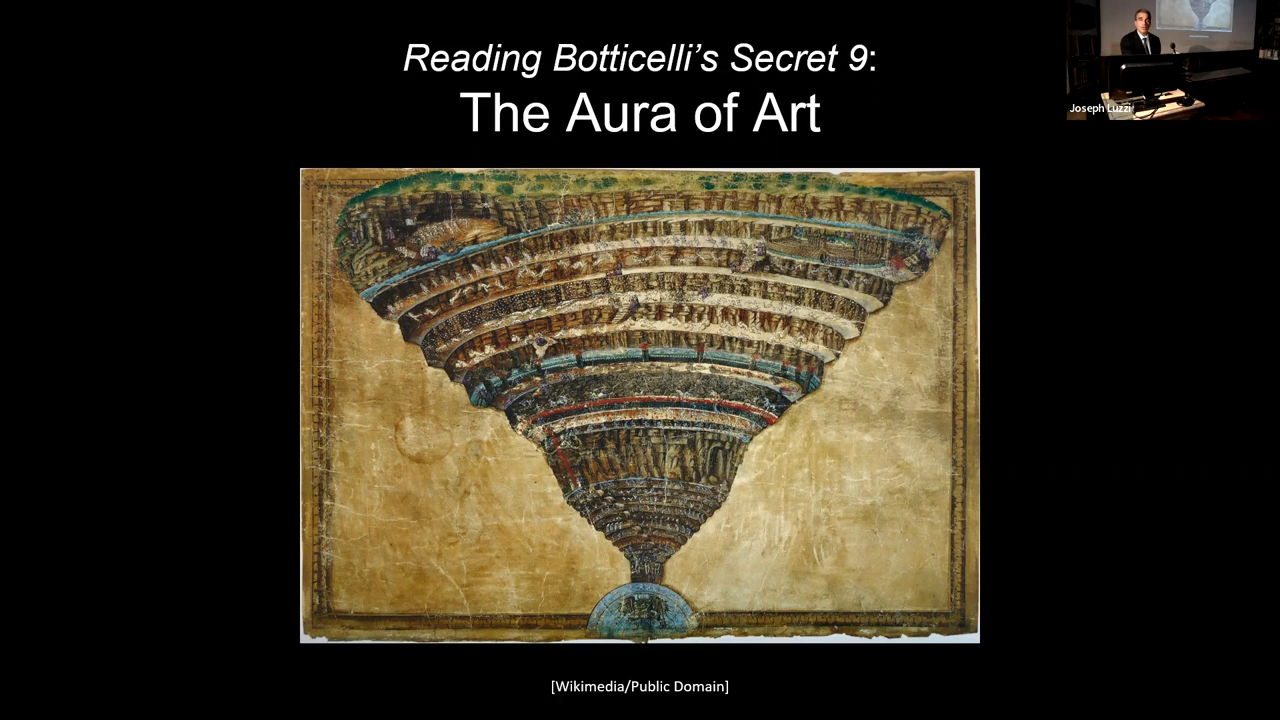 Reading Botticelli’s Secret 9:
The Aura of Art
Joseph Luzzi
[Wikimedia/Public Domain]